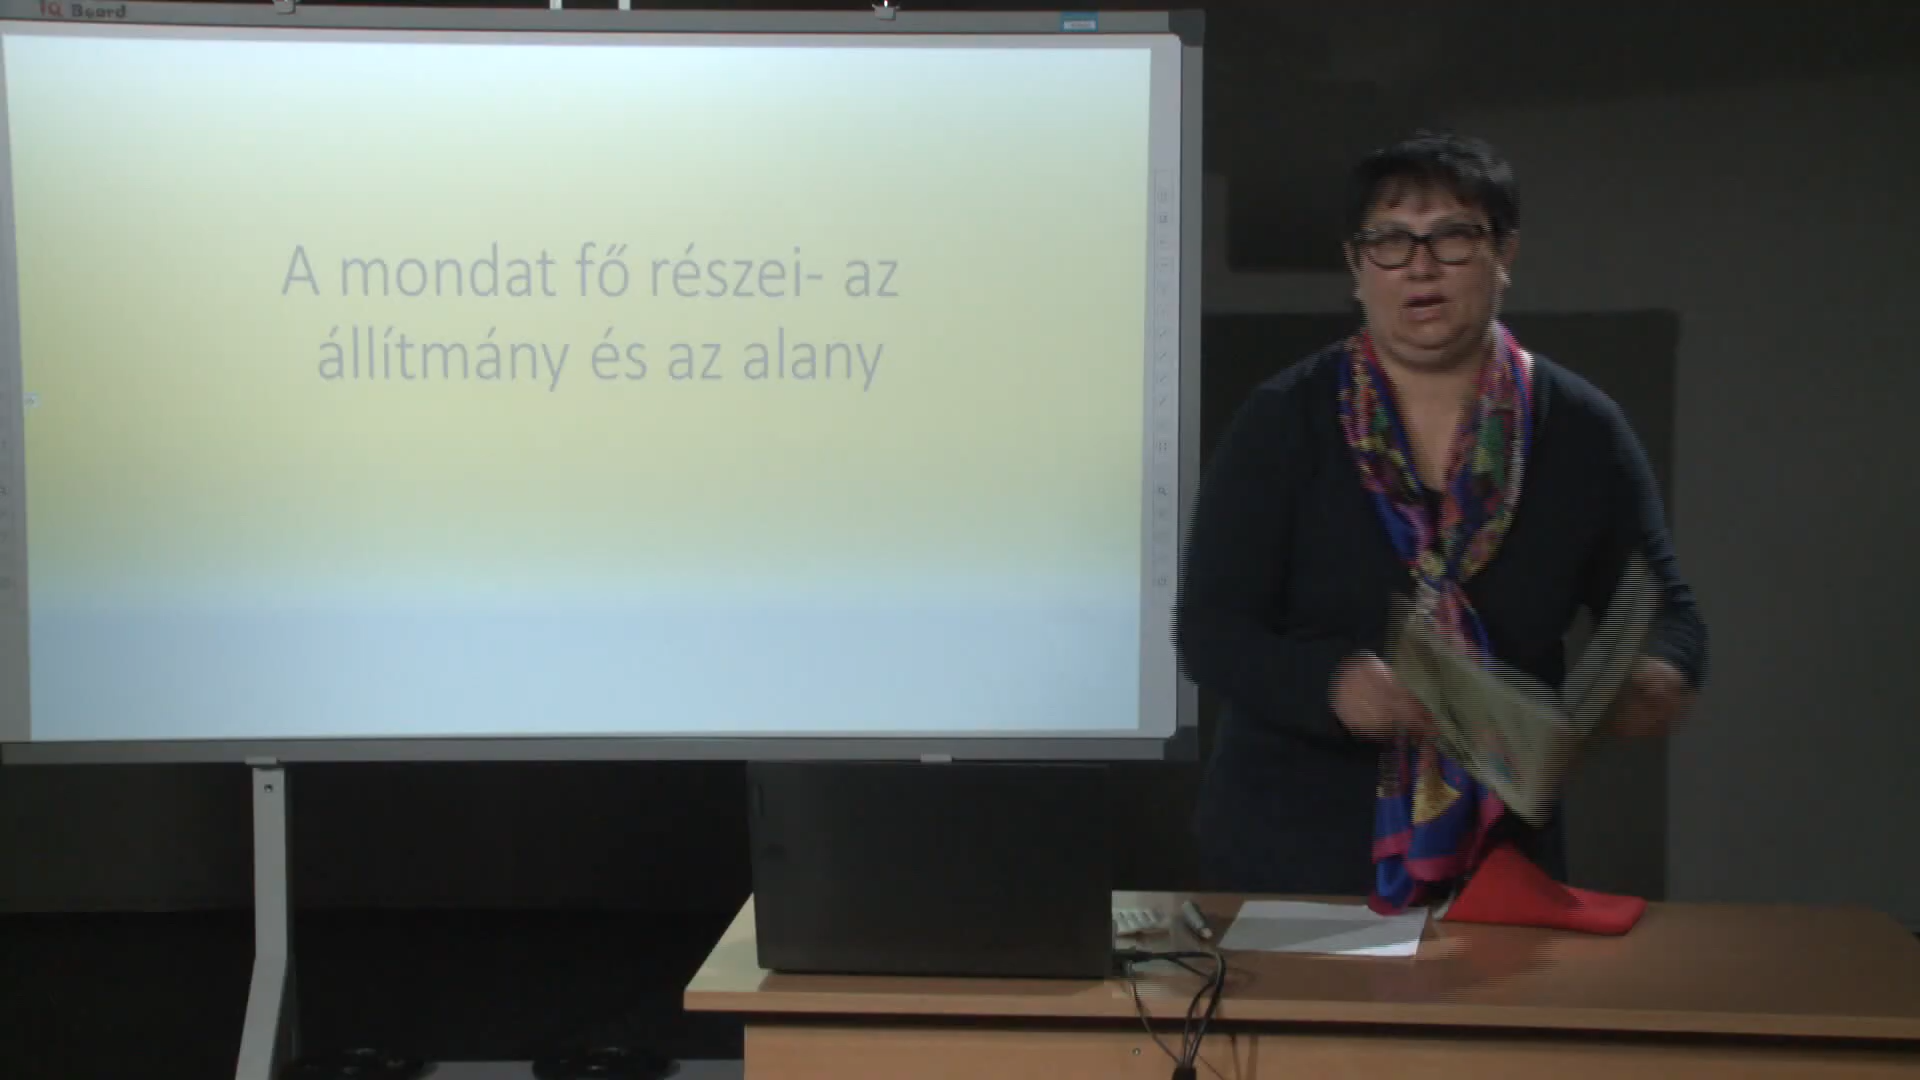 IQ Board
A mondat fő részei- az
állítmány és az alany